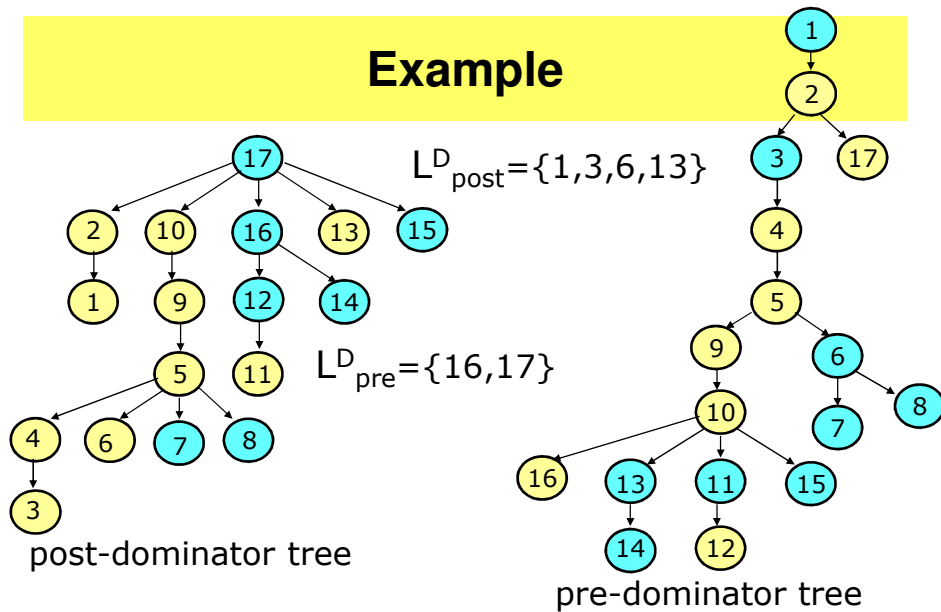 Example
1
2
3 17
4
5
9 6
10 7 8
16 13 11 15
14 12
pre-dominator tree
L^D_post={1,3,6,13}
17
2 10 16 13 15
1 9 12 14
5 11
4 6 7 8
3
post-dominator tree
L^D_pre={16,17}